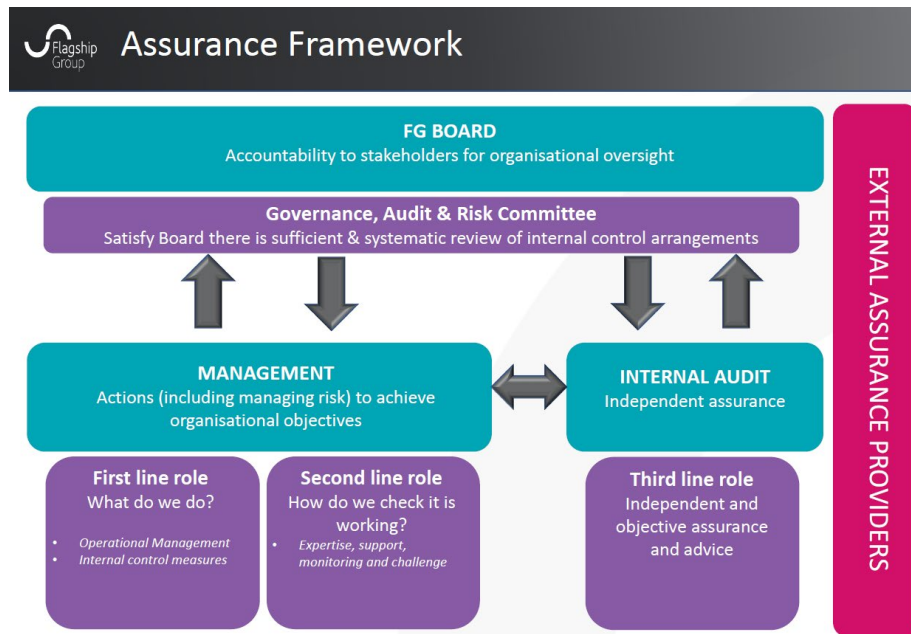 Flagship
Group
Assurance Framework
FG BOARD
Accountability to stakeholders for organisational oversight
Governance, Audit & Risk Committee
Satisfy Board there is sufficient & systematic review of internal control arrangements
MANAGEMENT
Actions (including managing risk) to achieve
organisational objectives
INTERNAL AUDIT
Independent assurance
First line role
What do we do?
• Operational Management
• Internal control measures
Second line role
How do we check it is
working?
• Expertise, support,
monitoring and challenge
Third line role
Independent and
objective assurance
and advice
EXTERNAL ASSURANCE PROVIDERS